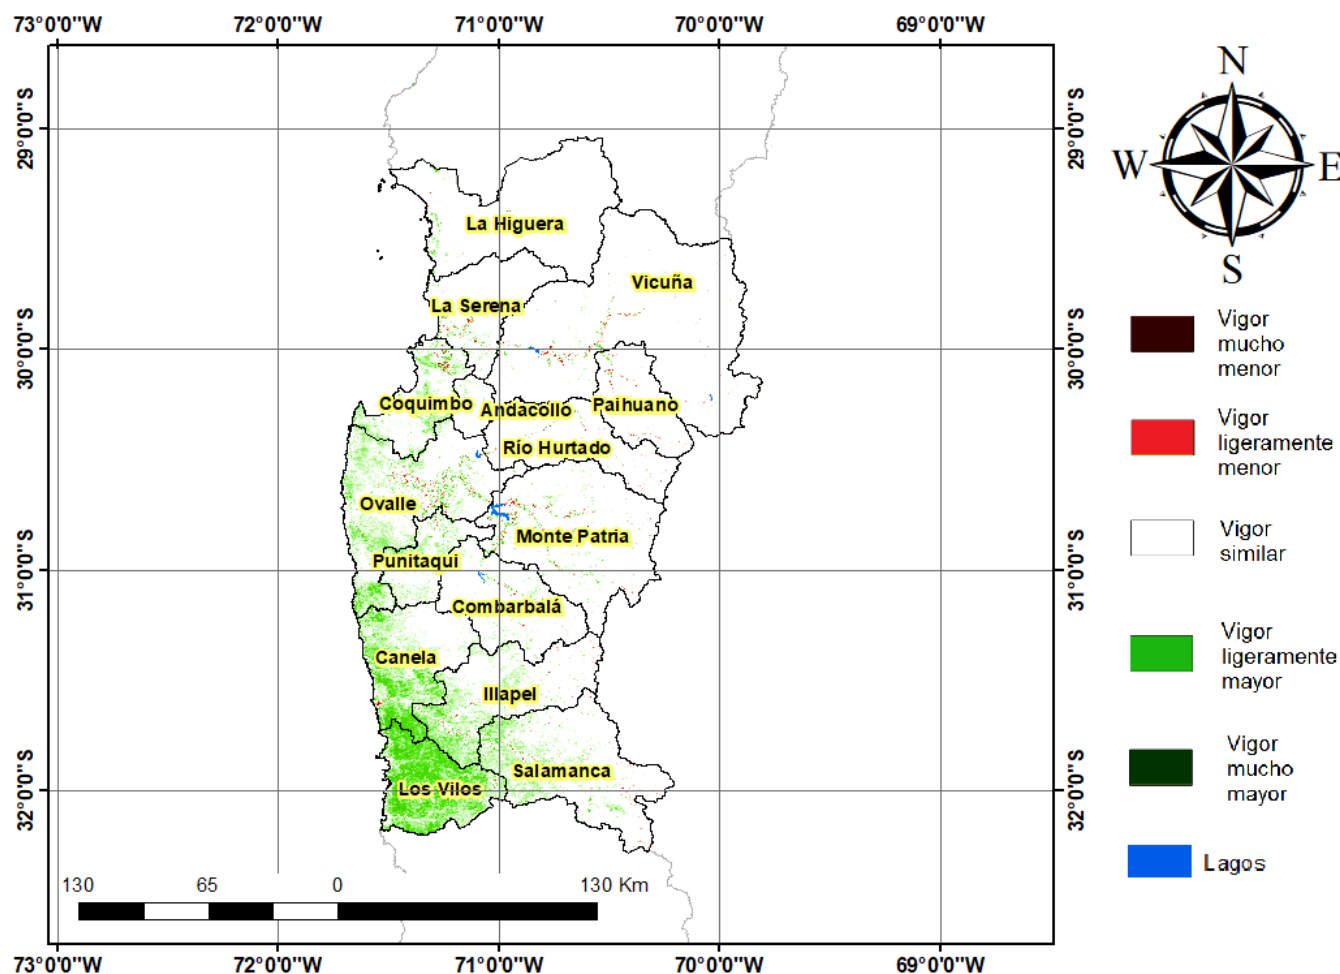 73°0'0"W 72°0'0"W 71°0'0"W 70°0'0"W 69°0'0"W
29°0'0"S 29°0'0"S
30°0'0"S 30°0'0"S
31°0'0"S 31°0'0"S
32°0'0"S 32°0'0"S
La Higuera
Vicuña
La Serena
Coquimbo
Andacollo
Paihuano
Río Hurtado
Ovalle
Monte Patria
Punitaqui
Combarbalá
Canela
Illapel
Salamanca
Los Vilos
130 65 0 130 Km
73°0'0"W 72°0'0"W 71°0'0"W 70°0'0"W 69°0'0"W
N
W E
S
Vigor
mucho
menor
Vigor
ligeramente
menor
Vigor
similar
Vigor
ligeramente
mayor
Vigor
mucho
mayor
Lagos